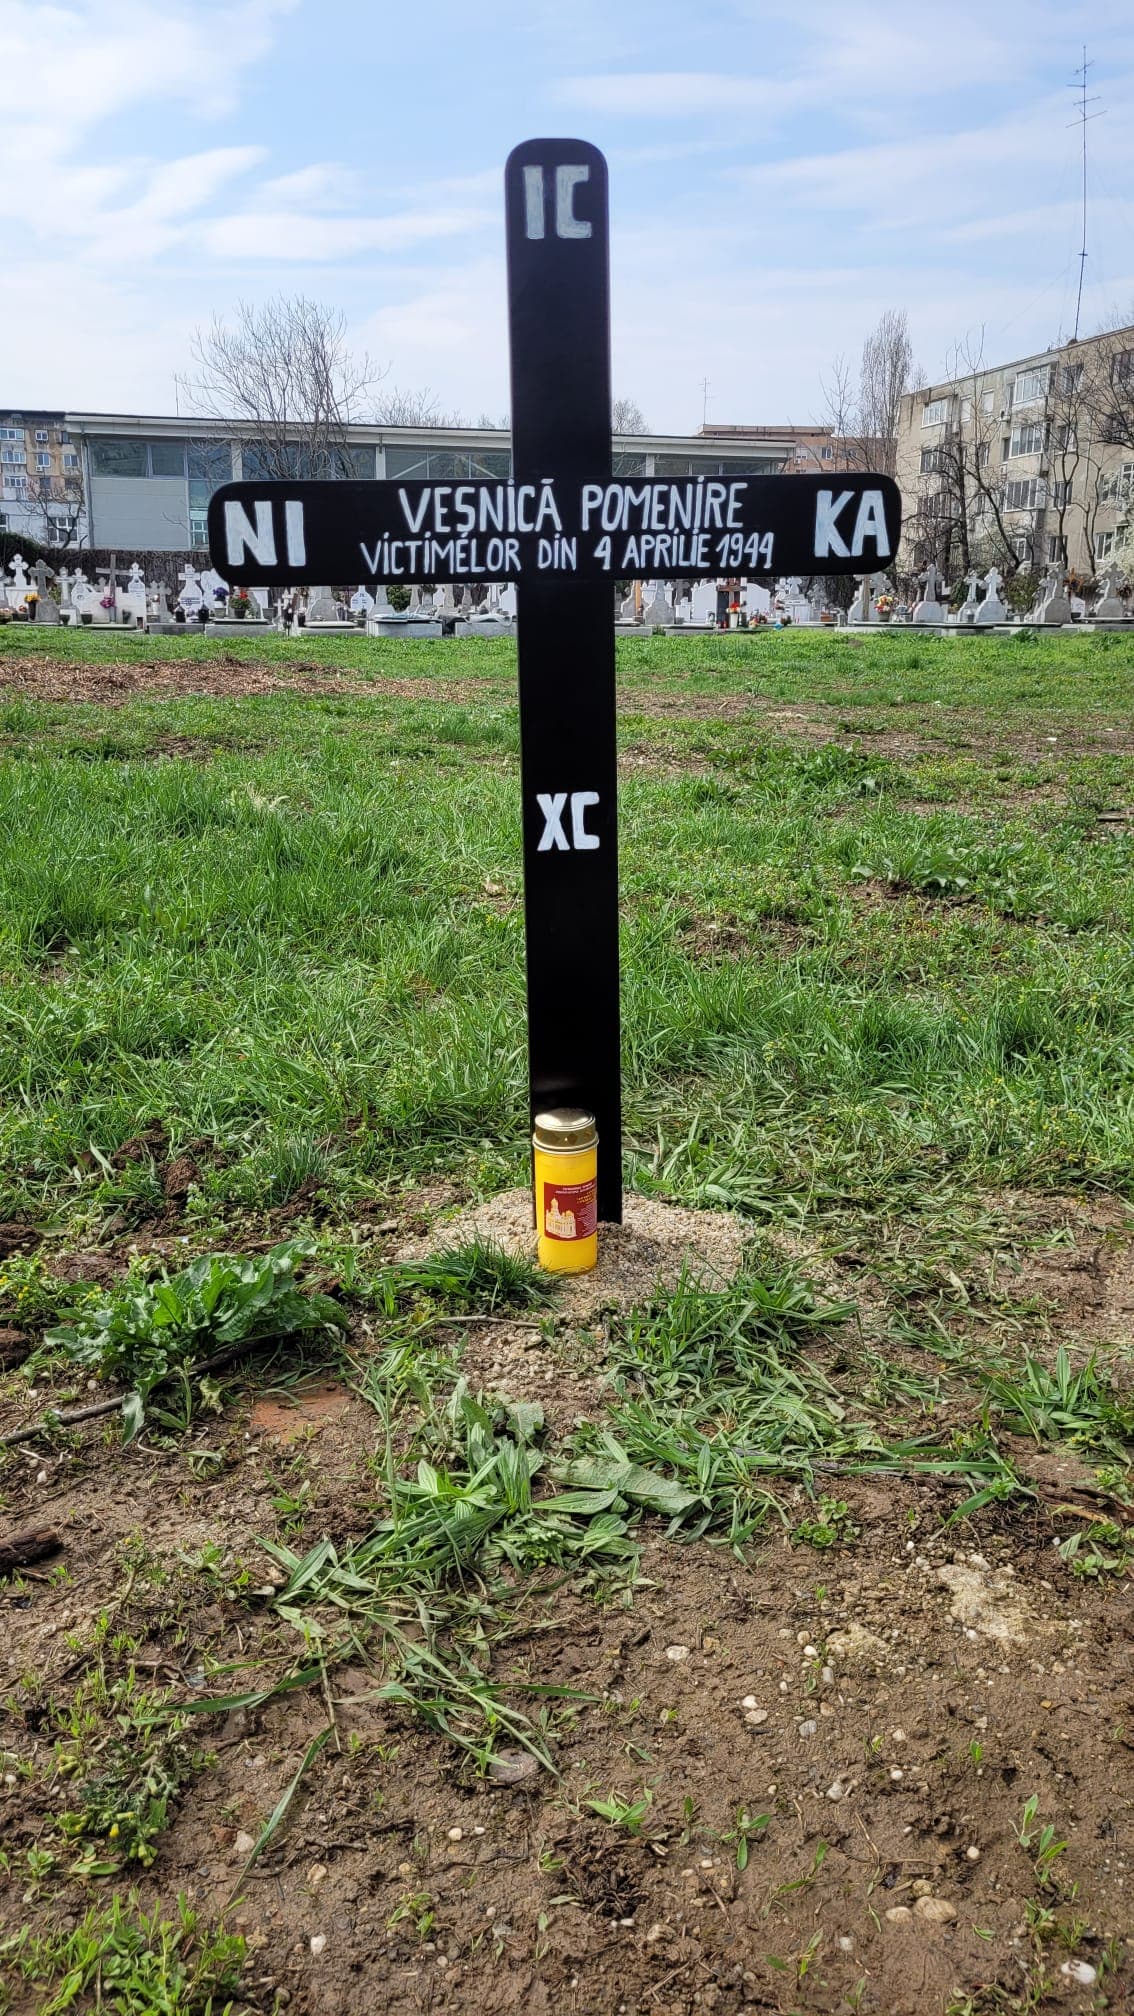 IC
NI
VEȘNICĂ POMENIRE
VICTIMELOR DIN 4 APRILIE 1944
KA
XC